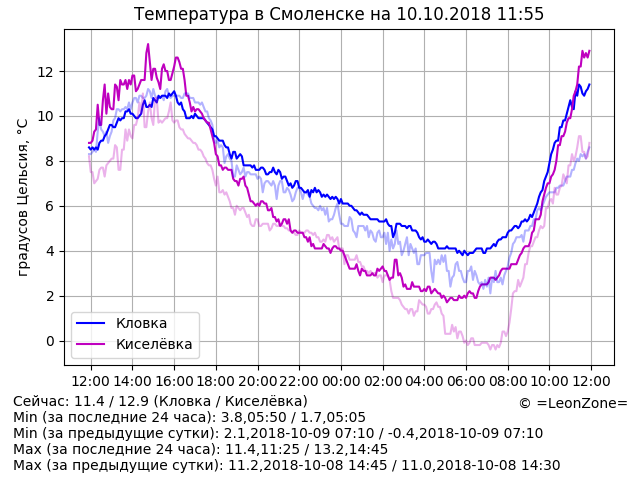 Температура в Смоленске на 10.10.2018 11:55
градусов Цельсия, °C
12
10
8
6
4
2
0
Кловка
Киселёвка
12:00 14:00 16:00 18:00 20:00 22:00 00:00 02:00 04:00 06:00 08:00 10:00 12:00
Сейчас: 11.4 / 12.9 (Кловка / Киселёвка)
© =LeonZone=
Min (за последние 24 часа): 3.8,05:50 / 1.7,05:05
Min (за предыдущие сутки): 2.1,2018-10-09 07:10 / -0.4,2018-10-09 07:10
Max (за последние 24 часа): 11.4,11:25 / 13.2,14:45
Max (за предыдущие сутки): 11.2,2018-10-08 14:45 / 11.0,2018-10-08 14:30